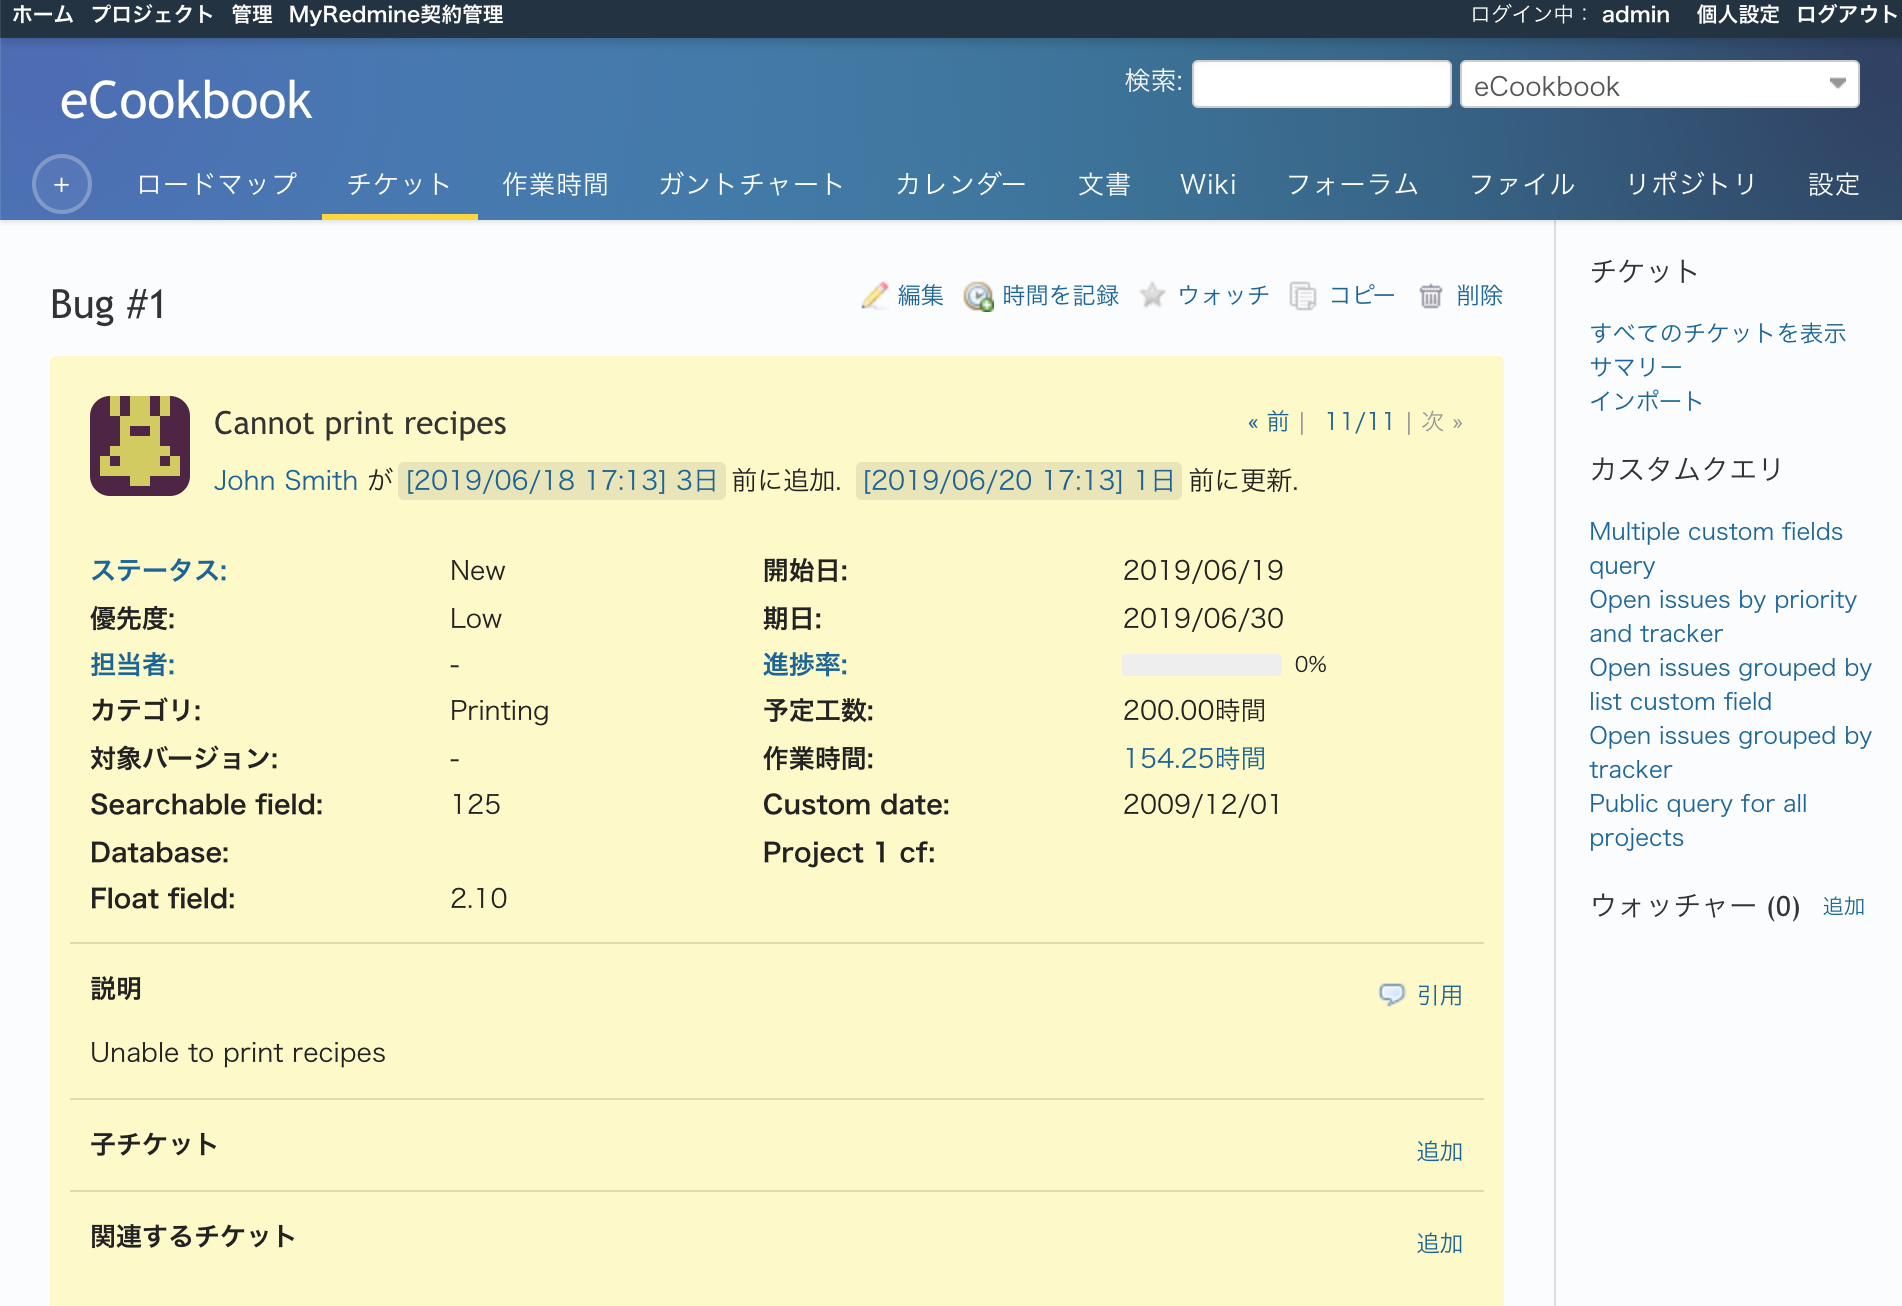 ホーム プロジェクト 管理 MyRedmine契約管理 ログイン中： admin 個人設定 ログアウト
eCookbook
検索: eCookbook
+ ロードマップ チケット 作業時間 ガントチャート カレンダー 文書 Wiki フォーラム ファイル リポジトリ 設定
Bug #1
編集 時間を記録 ウォッチ コピー 削除
Cannot print recipes
« 前 | 11/11 | 次 »
John Smith が [2019/06/18 17:13] 3日 前に追加. [2019/06/20 17:13] 1日 前に更新.
ステータス: New 開始日: 2019/06/19
優先度: Low 期日: 2019/06/30
担当者: - 進捗率: 0%
カテゴリ: Printing 予定工数: 200.00時間
対象バージョン: - 作業時間: 154.25時間
Searchable field: 125 Custom date: 2009/12/01
Database: Project 1 cf:
Float field: 2.10
説明
引用
Unable to print recipes
子チケット
追加
関連するチケット
追加
チケット
すべてのチケットを表示
サマリー
インポート
カスタムクエリ
Multiple custom fields
query
Open issues by priority
and tracker
Open issues grouped by
list custom field
Open issues grouped by
tracker
Public query for all
projects
ウォッチャー (0) 追加